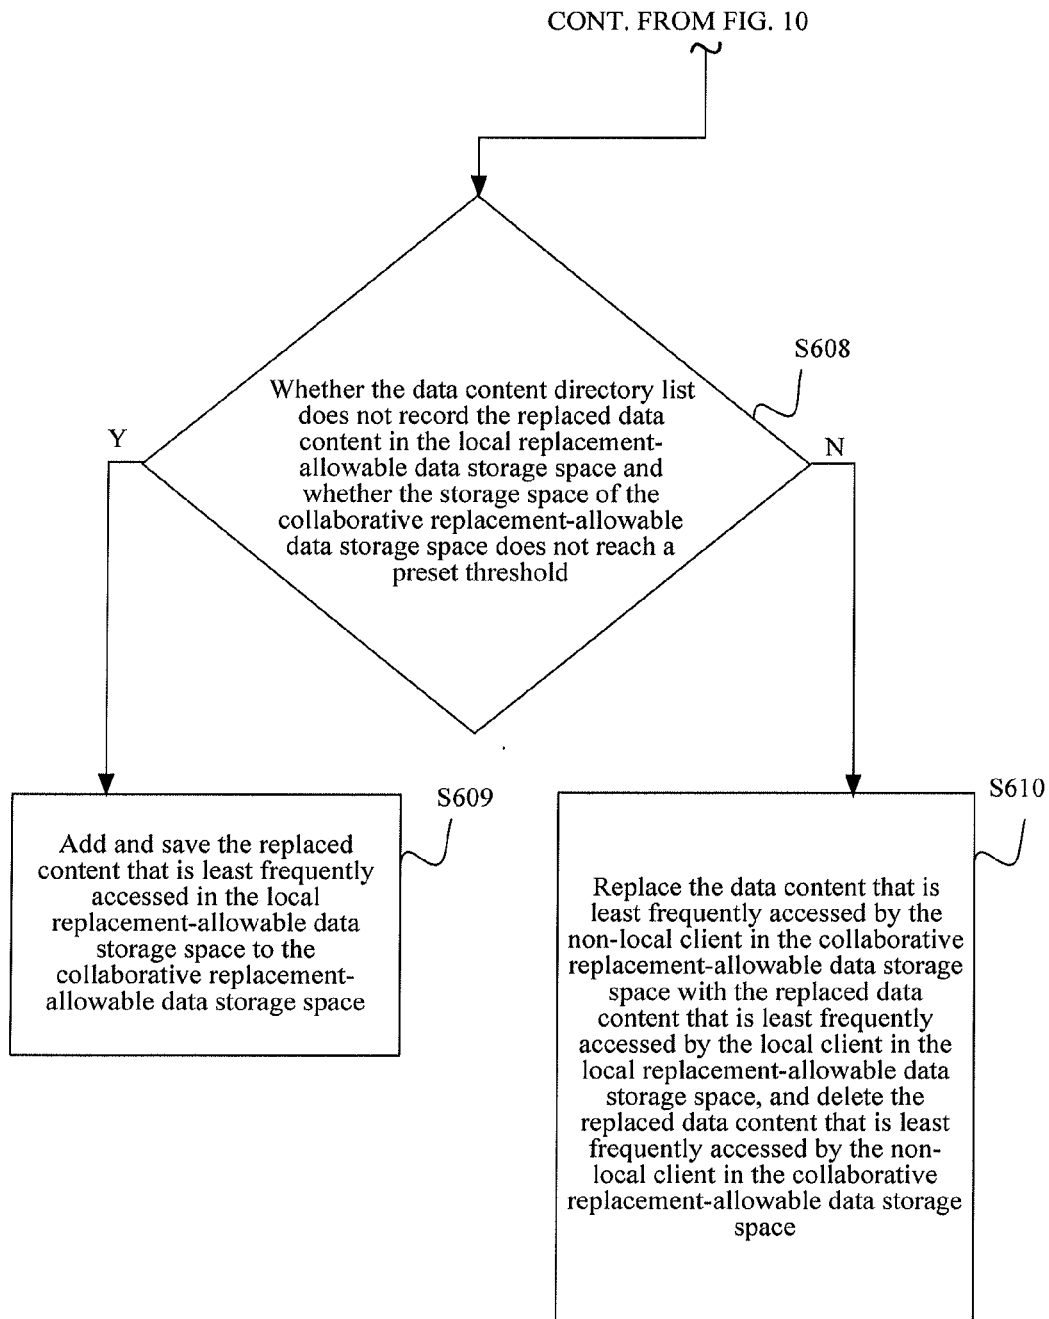 CONT. FROM FIG. 10
S608
Whether the data content directory list
does not record the replaced data
content in the local replacement-
allowable data storage space and
whether the storage space of the
collaborative replacement-allowable
data storage space does not reach a
preset threshold
Y
N
S609
Add and save the replaced
content that is least frequently
accessed in the local
replacement-allowable data
storage space to the
collaborative replacement-
allowable data storage space
S610
Replace the data content that is
least frequently accessed by the
non-local client in the collaborative
replacement-allowable data storage
space with the replaced data
content that is least frequently
accessed by the local client in the
local replacement-allowable data
storage space, and delete the
replaced data content that is least
frequently accessed by the non-
local client in the collaborative
replacement-allowable data storage
space